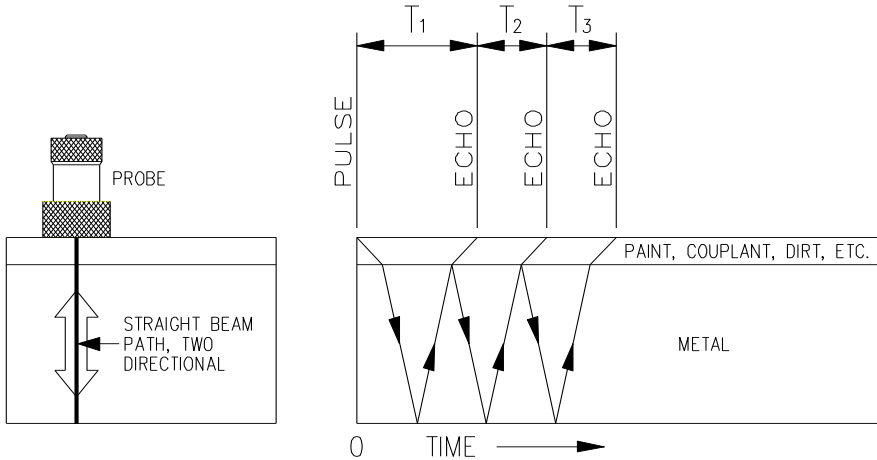 T1
T2
T3
PULSE
ECHO
ECHO
ECHO
PROBE
PAINT, COUPLANT, DIRT, ETC.
STRAIGHT BEAM
PATH, TWO
DIRECTIONAL
METAL
0
TIME